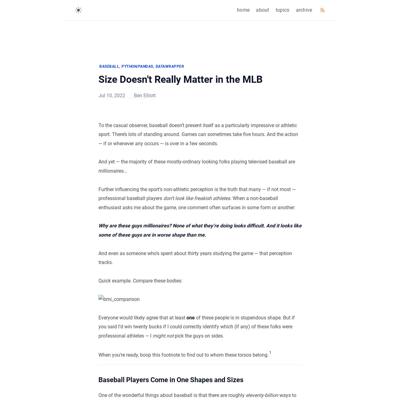 home about topics archive
BASEBALL, PYTHON/PANDAS, DATAWRAPPER
Size Doesn't Really Matter in the MLB
Jul 10, 2022 Ben Elliott
To the casual observer, baseball doesn't present itself as a particularly impressive or athletic
sport. There's lots of standing around. Games can sometimes take five hours. And the action
— if or whenever any occurs — is over in a few seconds.
And yet — the majority of these mostly-ordinary looking folks playing televised baseball are
millionaires...
Further influencing the sport's non-athletic perception is the truth that many — if not most —
professional baseball players don't look like freakish athletes. When a non-baseball
enthusiast asks me about the game, one comment often surfaces in some form or another:
Why are these guys millionaires? None of what they're doing looks difficult. And it looks like
some of these guys are in worse shape than me.
And even as someone who's spent about thirty years studying the game — that perception
tracks.
Quick example. Compare these bodies:
bmi_comparison
Everyone would likely agree that at least one of these people is in stupendous shape. But if
you said I'd win twenty bucks if I could correctly identify which (if any) of these folks were
professional athletes — I might not pick the guys on sides.
When you're ready, boop this footnote to find out to whom these torsos belong. 1
Baseball Players Come in One Shapes and Sizes
One of the wonderful things about baseball is that there are roughly eleventy-billion ways to